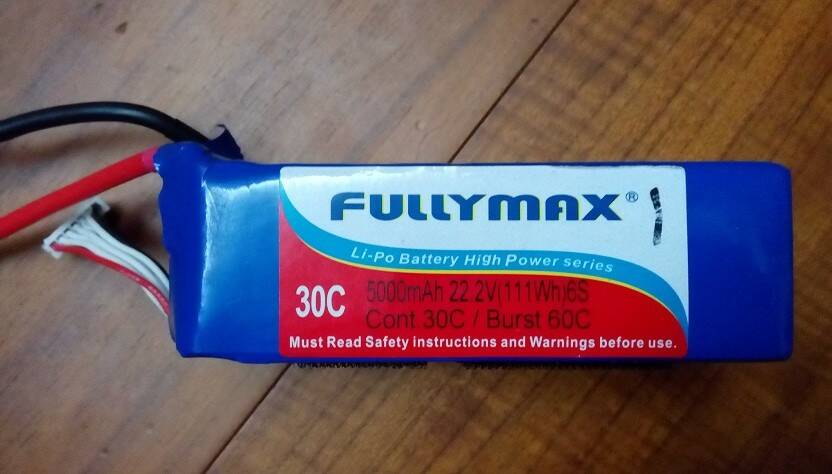 FULLYMAX®
Li-Po Battery High Power series
30C
5000mAh 22.2V(111Wh)6S
Cont.30C / Burst 60C
Must Read Safety instructions and Warnings before use.